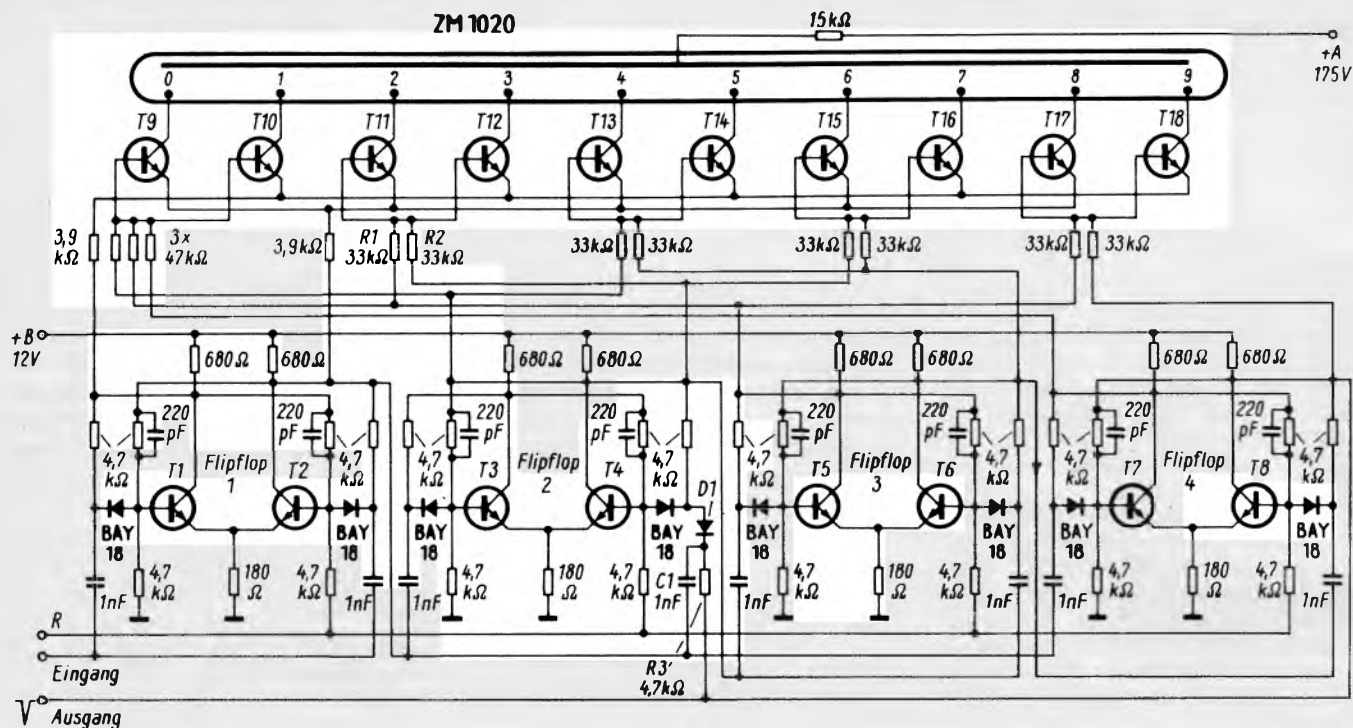 ZM 1020
15 kΩ
+A
175 V
0 1 2 3 4 5 6 7 8 9
T9 T10 T11 T12 T13 T14 T15 T16 T17 T18
3,9 kΩ
3x 47kΩ
3,9 kΩ
R1 33kΩ
R2 33kΩ
33kΩ
33kΩ
33kΩ
33kΩ
33kΩ
33kΩ
+B
12V
680Ω 680Ω 680Ω 680Ω 680Ω 680Ω 680Ω 680Ω
220 pF
220 pF
220 pF
220 pF
220 pF
220 pF
220 pF
220 pF
4,7 kΩ
4,7 kΩ
4,7 kΩ
4,7 kΩ
4,7 kΩ
4,7 kΩ
4,7 kΩ
4,7 kΩ
T1 Flipflop 1 T2
T3 Flipflop 2 T4
D1
T5 Flipflop 3 T6
T7 Flipflop 4 T8
BAY 18
BAY 18
BAY 18
BAY 18
BAY 18
BAY 18
BAY 18
BAY 18
1nF
4,7 kΩ
180 Ω
4,7 kΩ
1nF
1nF
4,7 kΩ
180 Ω
4,7 kΩ
C1
1nF
1nF
4,7 kΩ
180 Ω
4,7 kΩ
1nF
1nF
4,7 kΩ
180 Ω
4,7 kΩ
1nF
R
Eingang
R3'
4,7kΩ
Ausgang